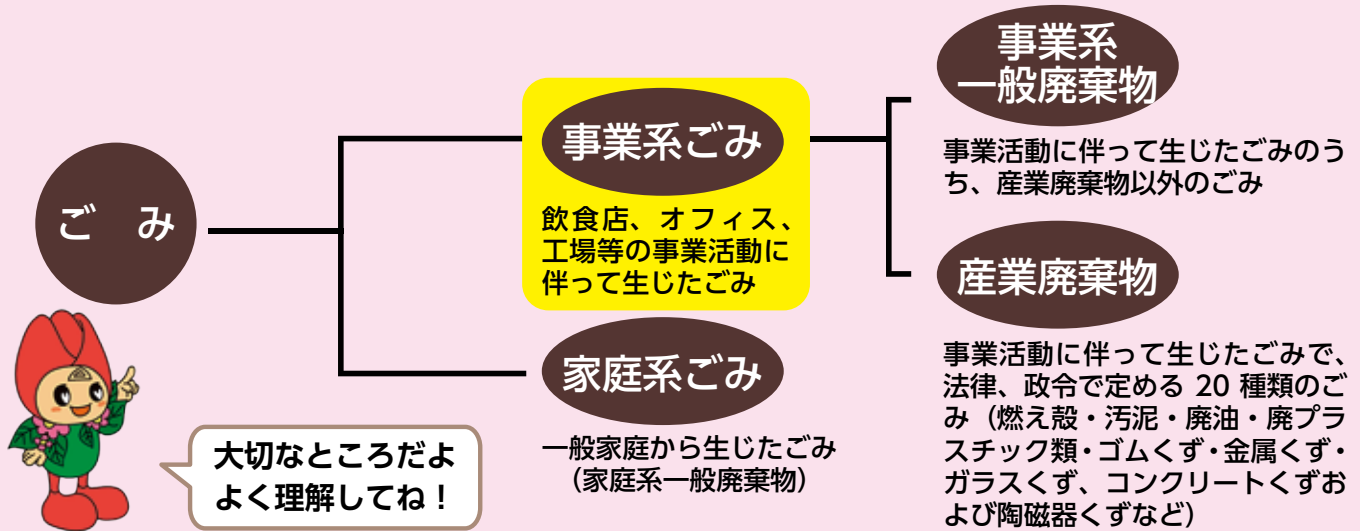 ごみ
事業系ごみ
飲食店、オフィス、
工場等の事業活動に
伴って生じたごみ
事業系
一般廃棄物
事業活動に伴って生じたごみのう
ち、産業廃棄物以外のごみ
産業廃棄物
事業活動に伴って生じたごみで、
法律、政令で定める 20 種類のご
み（燃え殻・汚泥・廃油・廃プラ
スチック類・ゴムくず・金属くず・
ガラスくず、コンクリートくずお
よび陶磁器くずなど）
家庭系ごみ
一般家庭から生じたごみ
（家庭系一般廃棄物）
大切なところだよ
よく理解してね！